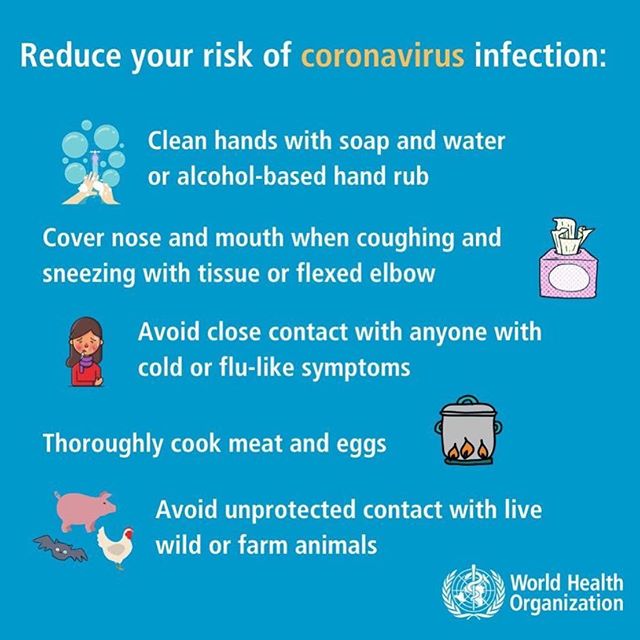 Reduce your risk of coronavirus infection:
Clean hands with soap and water
or alcohol-based hand rub
Cover nose and mouth when coughing and
sneezing with tissue or flexed elbow
Avoid close contact with anyone with
cold or flu-like symptoms
Thoroughly cook meat and eggs
Avoid unprotected contact with live
wild or farm animals
World Health
Organization